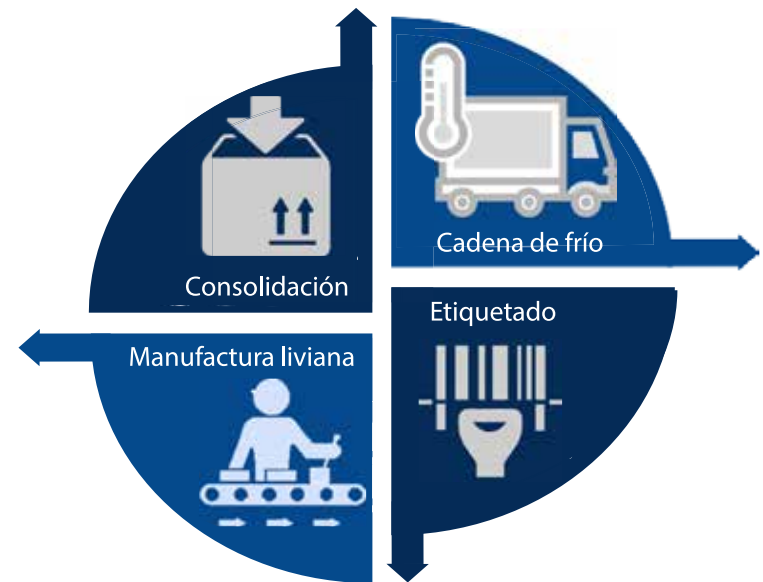 Cadena de frío
Consolidación
Etiquetado
Manufactura liviana